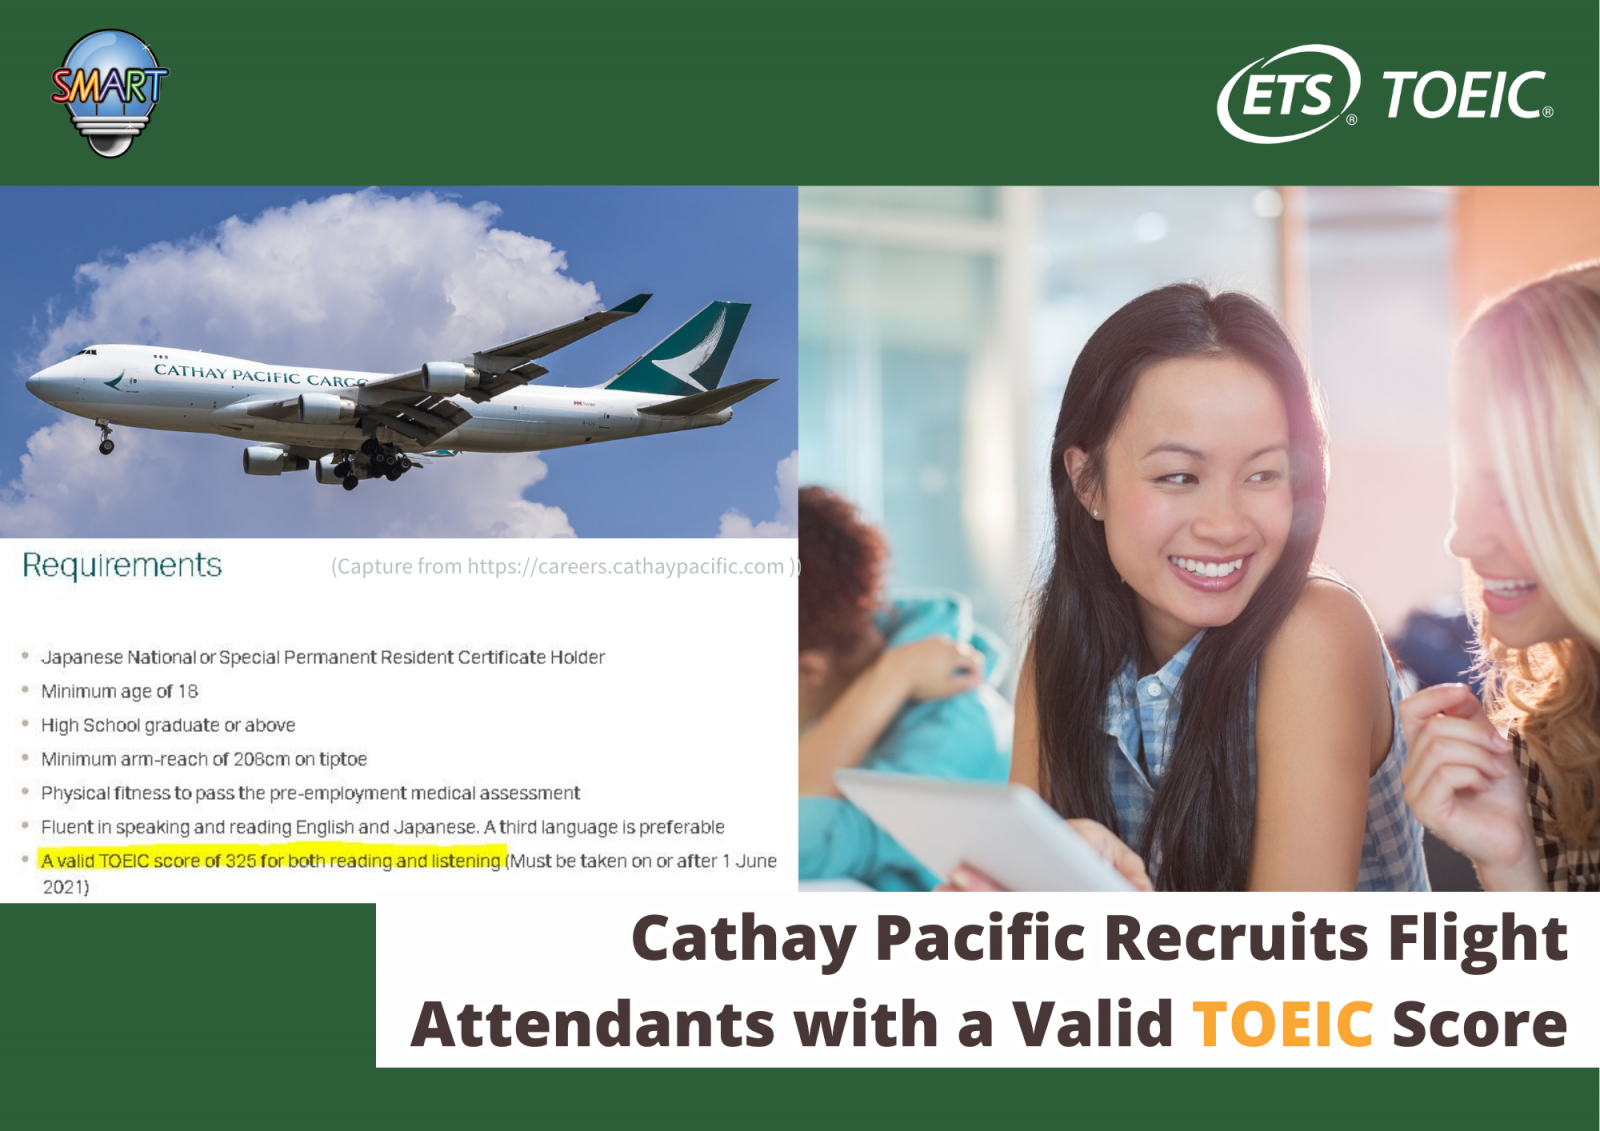 SMART
ETS® TOEIC®
CATHAY PACIFIC CARGO
Requirements
(Capture from https://careers.cathaypacific.com ))
Japanese National or Special Permanent Resident Certificate Holder
Minimum age of 18
High School graduate or above
Minimum arm-reach of 208cm on tiptoe
Physical fitness to pass the pre-employment medical assessment
Fluent in speaking and reading English and Japanese. A third language is preferable
A valid TOEIC score of 325 for both reading and listening (Must be taken on or after 1 June
2021)
Cathay Pacific Recruits Flight
Attendants with a Valid TOEIC Score